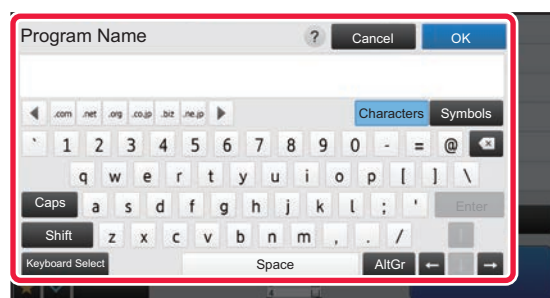 Program Name ? Cancel OK
.com .net .org .co.jp .biz .ne.jp Characters Symbols
` 1 2 3 4 5 6 7 8 9 0 - = @
q w e r t y u i o p [ ] \
Caps a s d f g h j k l ; ' Enter
Shift z x c v b n m , . /
Keyboard Select Space AltGr
4